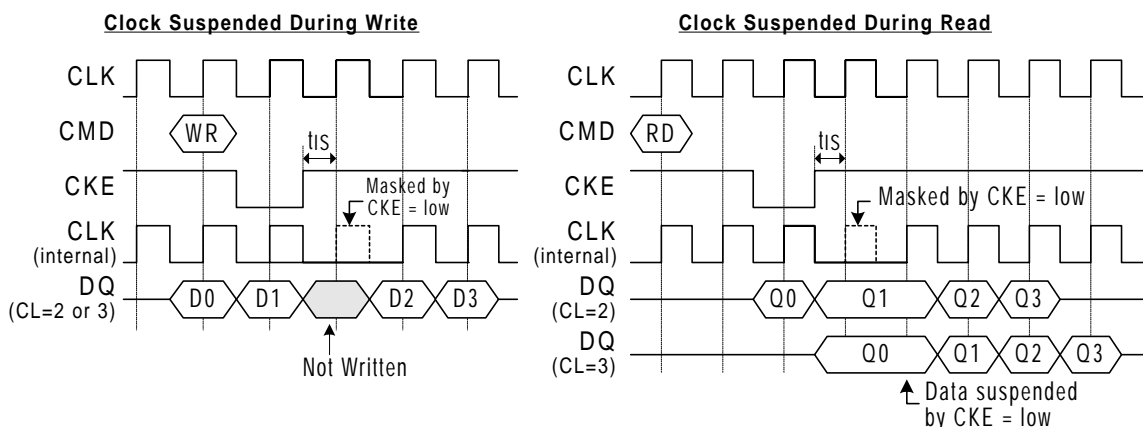 Clock Suspended During Write
CLK
CMD
WR
tIS
CKE
Masked by
CKE = low
CLK
(internal)
DQ
(CL=2 or 3)
D0
D1
D2
D3
Not Written
Clock Suspended During Read
CLK
CMD
RD
tIS
CKE
Masked by CKE = low
CLK
(internal)
DQ
(CL=2)
Q0
Q1
Q2
Q3
DQ
(CL=3)
Q0
Q1
Q2
Q3
Data suspended
by CKE = low